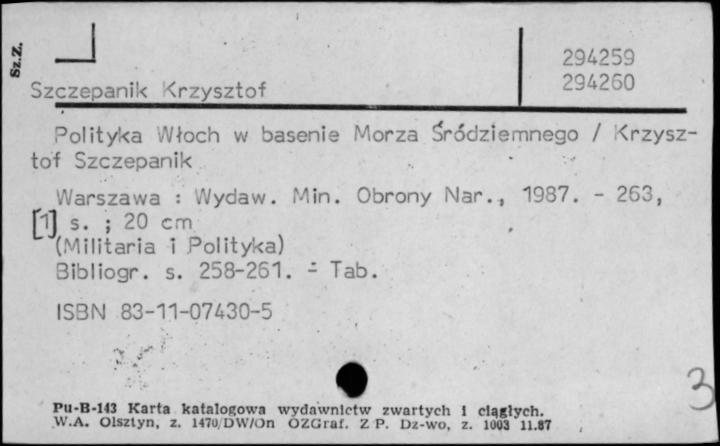 Sz.Z.
294259
294260
Szczepanik Krzysztof
Polityka Włoch w basenie Morza Śródziemnego / Krzysz-
tof Szczepanik
Warszawa : Wydaw. Min. Obrony Nar., 1987. - 263,
[1] s. ; 20 cm
(Militaria i Polityka)
Bibliogr. s. 258-261. - Tab.
ISBN 83-11-07430-5
3
Pu-B-143 Karta katalogowa wydawnictw zwartych i ciągłych.
W.A. Olsztyn, z. 1470/DW/On OZGraf. Z P. Dz-wo, z. 1003 11.87